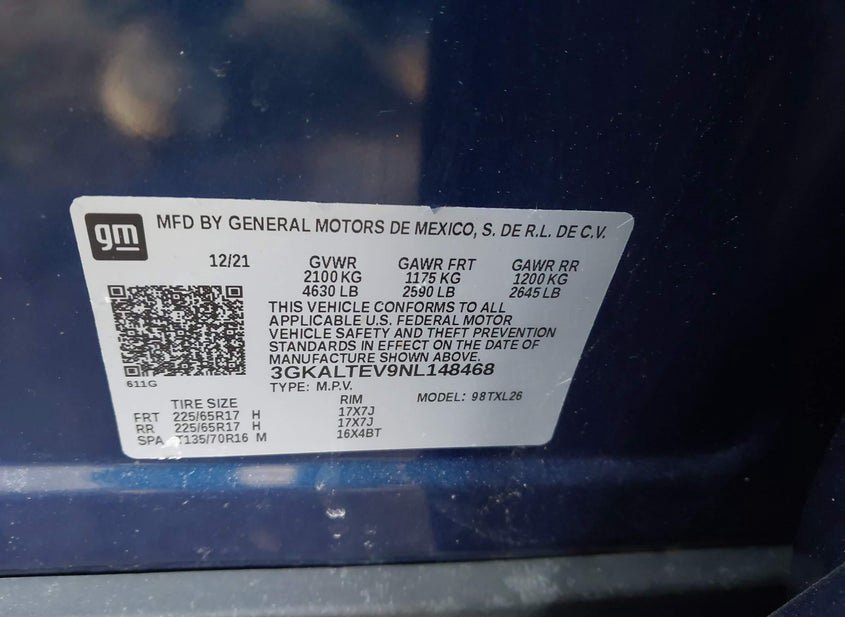 gm
MFD BY GENERAL MOTORS DE MEXICO, S. DE R.L. DE C.V.
12/21 GVWR GAWR FRT GAWR RR
2100 KG 1175 KG 1200 KG
4630 LB 2590 LB 2645 LB
THIS VEHICLE CONFORMS TO ALL
APPLICABLE U.S. FEDERAL MOTOR
VEHICLE SAFETY AND THEFT PREVENTION
STANDARDS IN EFFECT ON THE DATE OF
MANUFACTURE SHOWN ABOVE.
3GKALTEV9NL148468
611G
TYPE: M.P.V. MODEL: 98TXL26
TIRE SIZE RIM
FRT 225/65R17 H 17X7J
RR 225/65R17 H 17X7J
SPA T135/70R16 M 16X4BT